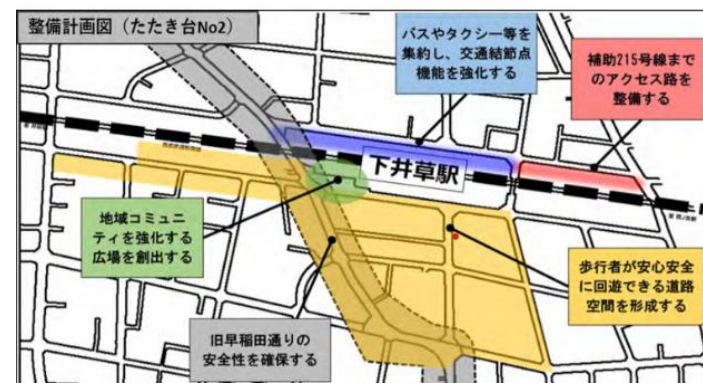 整備計画図（たたき台No2）
バスやタクシー等を
集約し、交通結節点
機能を強化する
補助215号線まで
のアクセス路を
整備する
下井草駅
地域コミュニ
ティを強化する
広場を創出する
歩行者が安心安全
に回遊できる道路
空間を形成する
旧早稲田通りの
安全性を確保する